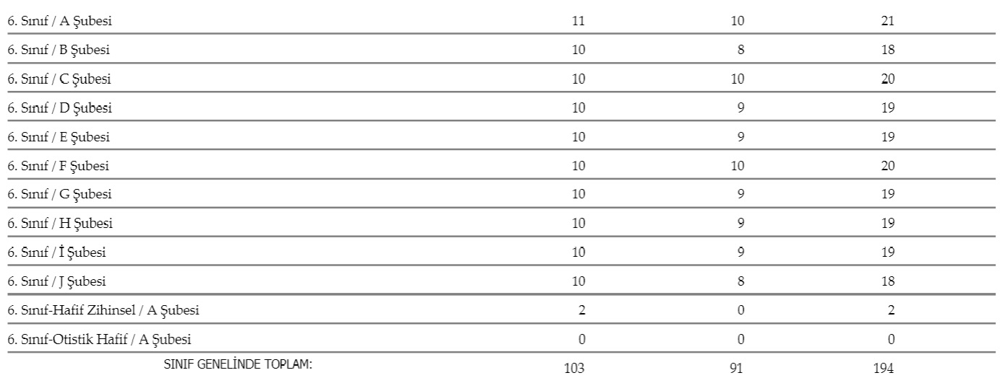 6. Sınıf / A Şubesi 11 10 21
6. Sınıf / B Şubesi 10 8 18
6. Sınıf / C Şubesi 10 10 20
6. Sınıf / D Şubesi 10 9 19
6. Sınıf / E Şubesi 10 9 19
6. Sınıf / F Şubesi 10 10 20
6. Sınıf / G Şubesi 10 9 19
6. Sınıf / H Şubesi 10 9 19
6. Sınıf / İ Şubesi 10 9 19
6. Sınıf / J Şubesi 10 8 18
6. Sınıf-Hafif Zihinsel / A Şubesi 2 0 2
6. Sınıf-Otistik Hafif / A Şubesi 0 0 0
SINIF GENELİNDE TOPLAM: 103 91 194